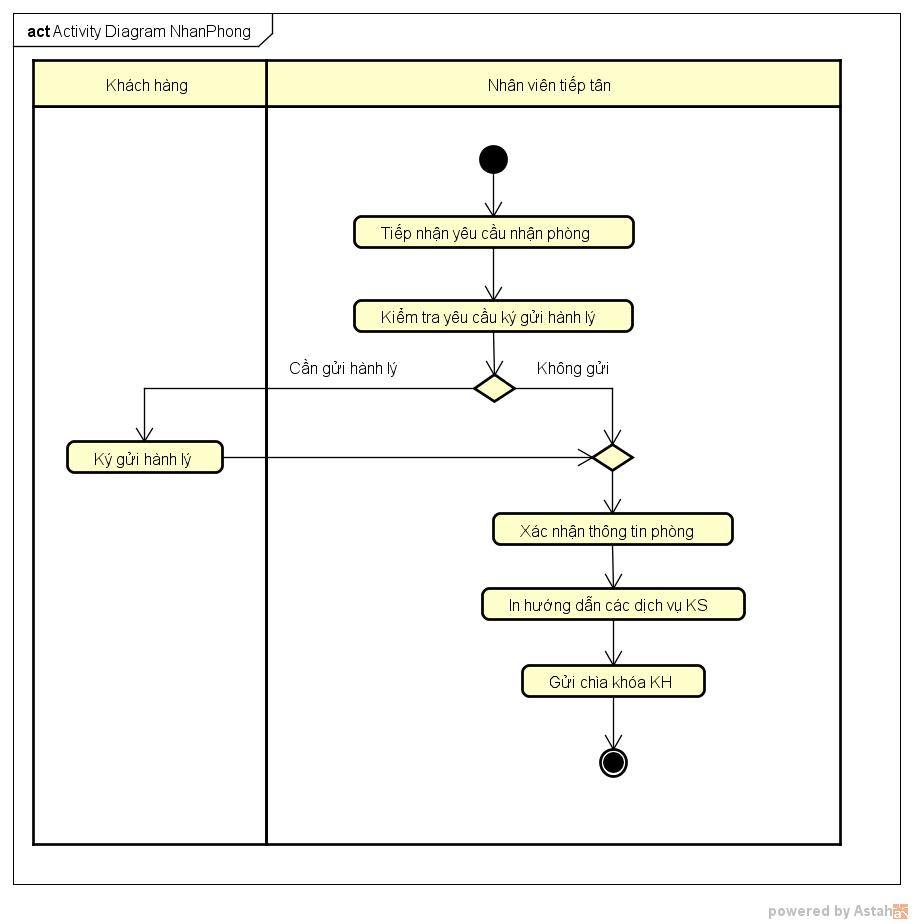 act Activity Diagram NhanPhong
Khách hàng
Nhân viên tiếp tân
Tiếp nhận yêu cầu nhận phòng
Kiểm tra yêu cầu ký gửi hành lý
Cần gửi hành lý
Không gửi
Ký gửi hành lý
Xác nhận thông tin phòng
In hướng dẫn các dịch vụ KS
Gửi chìa khóa KH
powered by Astah